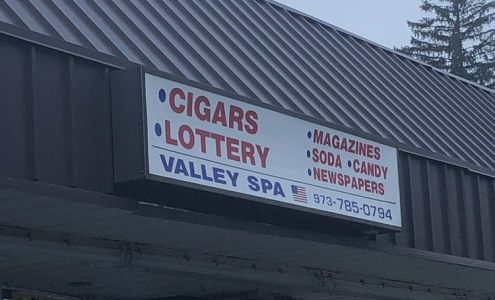 •CIGARS
•LOTTERY
•MAGAZINES
•SODA •CANDY
•NEWSPAPERS
VALLEY SPA
973-785-0794